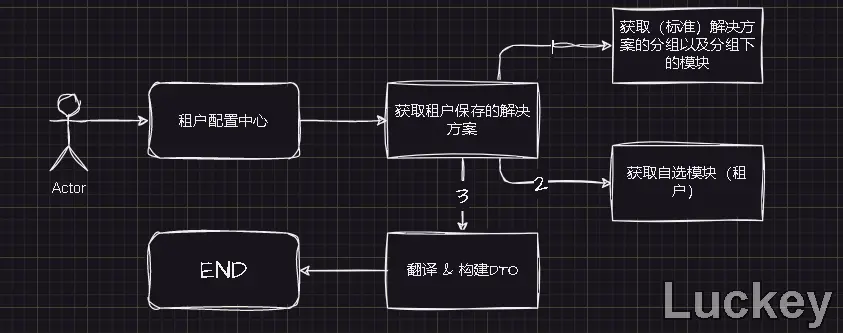 获取（标准）解决方
案的分组以及分组下
的模块
1
租户配置中心
获取租户保存的解决
方案
获取自选模块（租
户）
2
3
Actor
END
翻译 & 构建DTO
Luckey